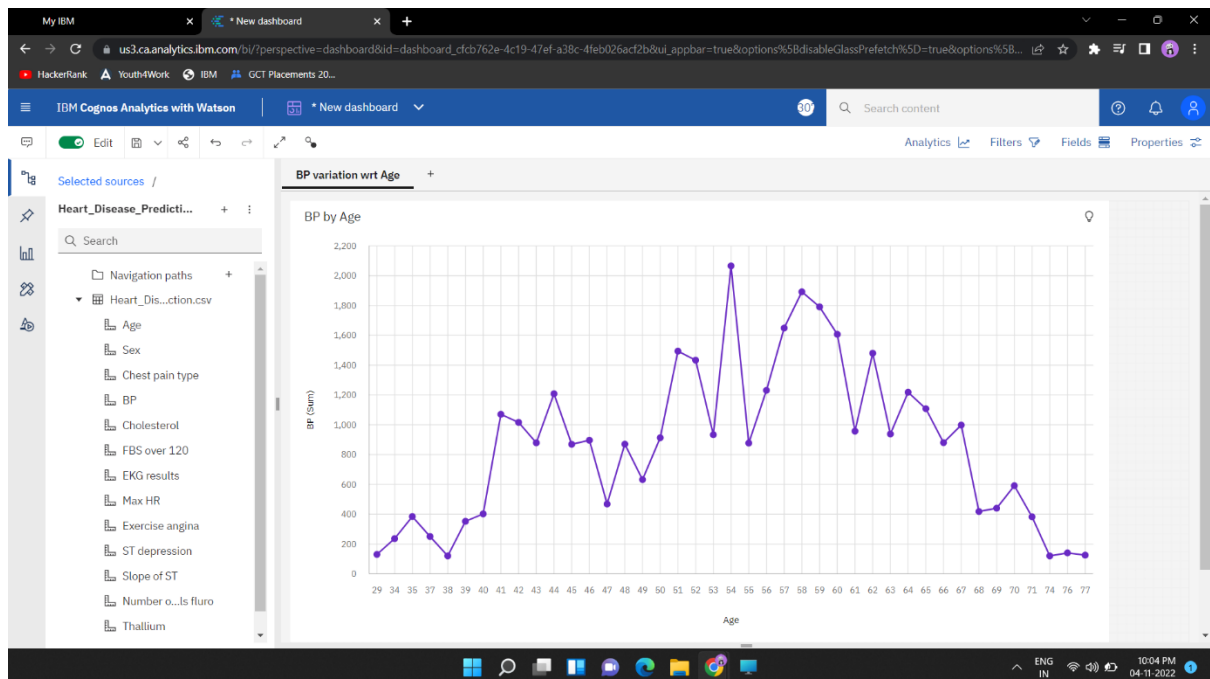 My IBM
* New dashboard
us3.ca.analytics.ibm.com/bi/?perspective=dashboard&id=dashboard_cfcb762e-4c19-47ef-a38c-4feb026acf2b&ui_appbar=true&options%5BdisableGlassPrefetch%5D=true&options%5B...
HackerRank Youth4Work IBM GCT Placements 20...
IBM Cognos Analytics with Watson * New dashboard Search content
Edit Analytics Filters Fields Properties
Selected sources /
BP variation wrt Age
Heart_Disease_Predicti...
Search
Navigation paths
Heart_Dis...ction.csv
Age
Sex
Chest pain type
BP
Cholesterol
FBS over 120
EKG results
Max HR
Exercise angina
ST depression
Slope of ST
Number o...ls fluro
Thallium
BP by Age
BP (Sum)
2,200
2,000
1,800
1,600
1,400
1,200
1,000
800
600
400
200
0
29 34 35 37 38 39 40 41 42 43 44 45 46 47 48 49 50 51 52 53 54 55 56 57 58 59 60 61 62 63 64 65 66 67 68 69 70 71 74 76 77
Age
ENG
IN
10:04 PM
04-11-2022
1